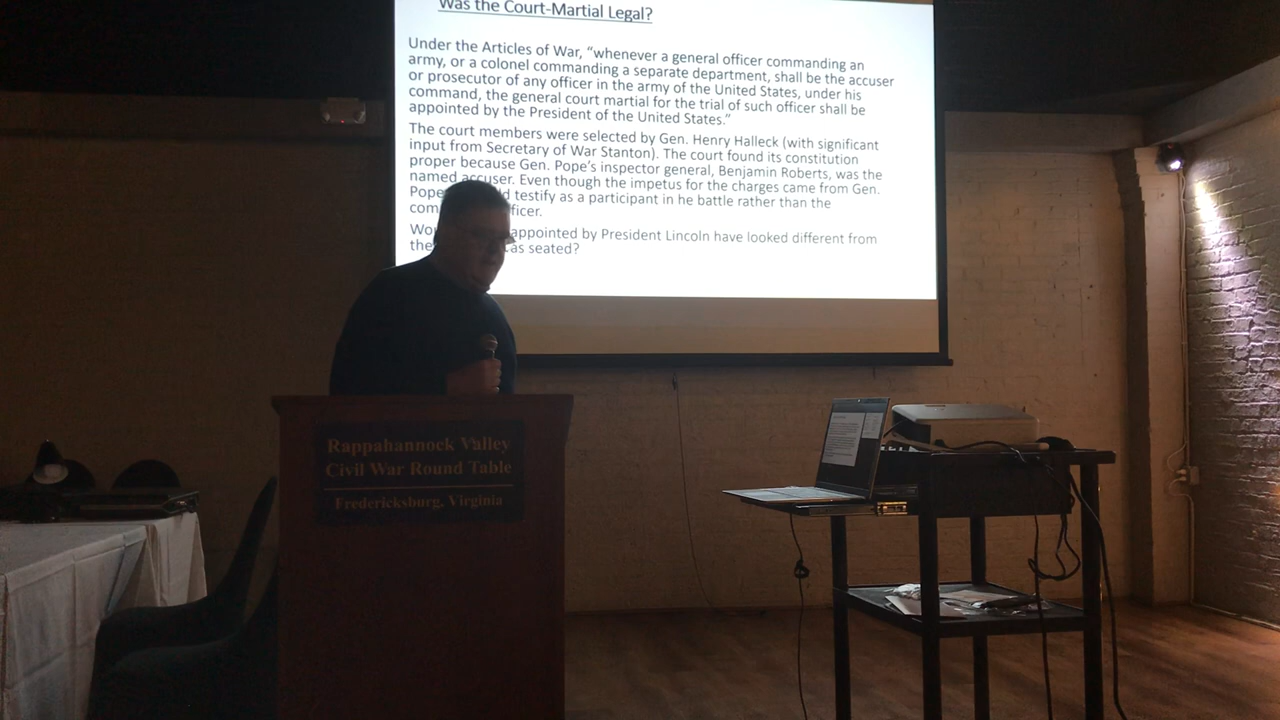 Was the Court-Martial Legal?
Under the Articles of War, “whenever a general officer commanding an
army, or a colonel commanding a separate department, shall be the accuser
or prosecutor of any officer in the army of the United States, under his
command, the general court martial for the trial of such officer shall be
appointed by the President of the United States.”
The court members were selected by Gen. Henry Halleck (with significant
input from Secretary of War Stanton). The court found its constitution
proper because Gen. Pope’s inspector general, Benjamin Roberts, was the
named accuser. Even though the impetus for the charges came from Gen.
Pope testify as a participant in he battle rather than the
appointed by President Lincoln have looked different from
seated?
Rappahannock Valley
Civil War Round Table
Fredericksburg, Virginia